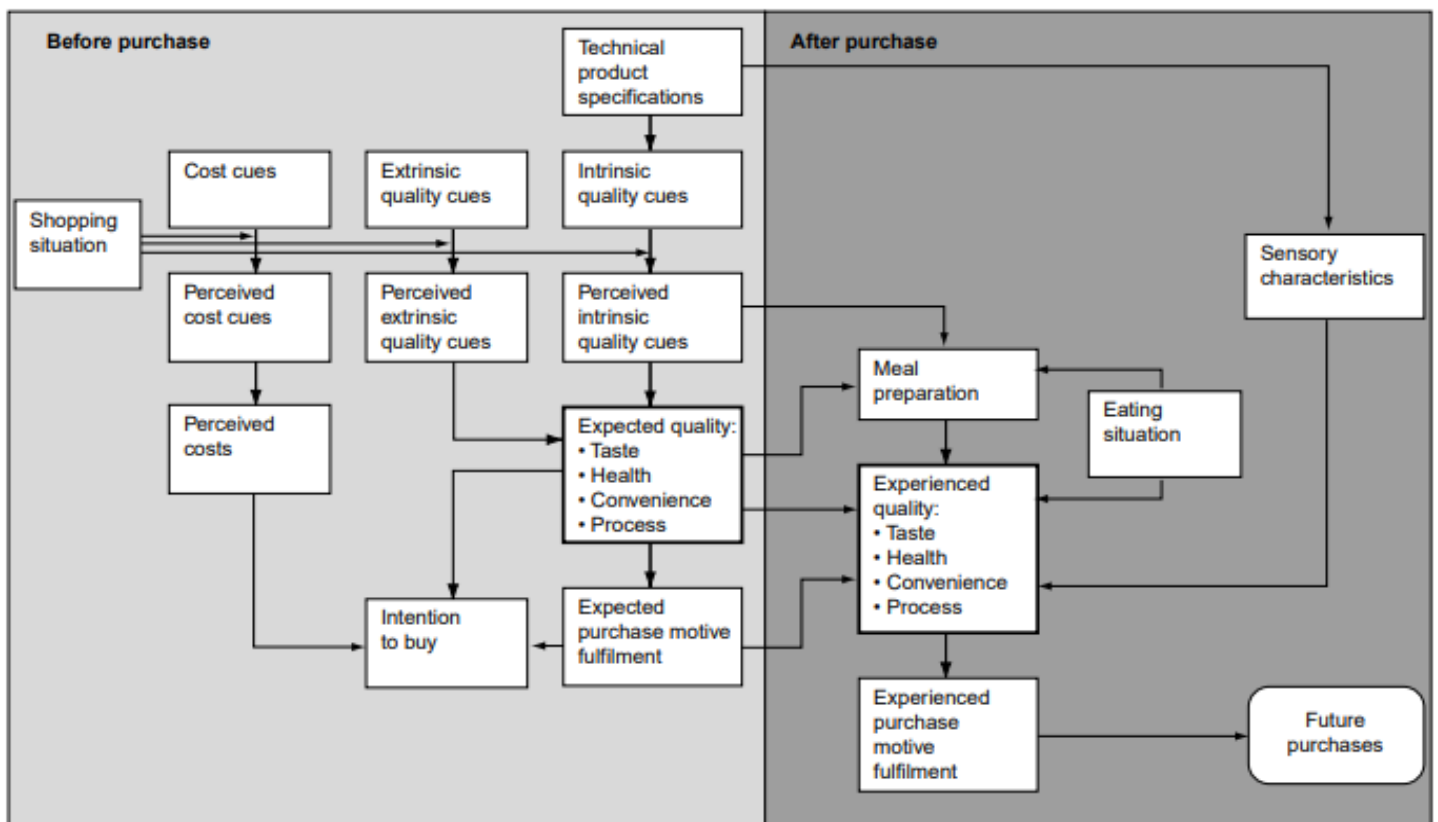 Before purchase
After purchase
Technical
product
specifications
Cost cues
Extrinsic
quality cues
Intrinsic
quality cues
Shopping
situation
Sensory
characteristics
Perceived
cost cues
Perceived
extrinsic
quality cues
Perceived
intrinsic
quality cues
Meal
preparation
Eating
situation
Perceived
costs
Expected quality:
• Taste
• Health
• Convenience
• Process
Experienced
quality:
• Taste
• Health
• Convenience
• Process
Intention
to buy
Expected
purchase motive
fulfilment
Experienced
purchase
motive
fulfilment
Future
purchases